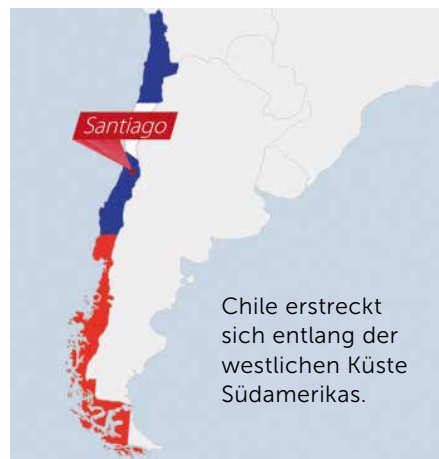 Santiago
Chile erstreckt
sich entlang der
westlichen Küste
Südamerikas.